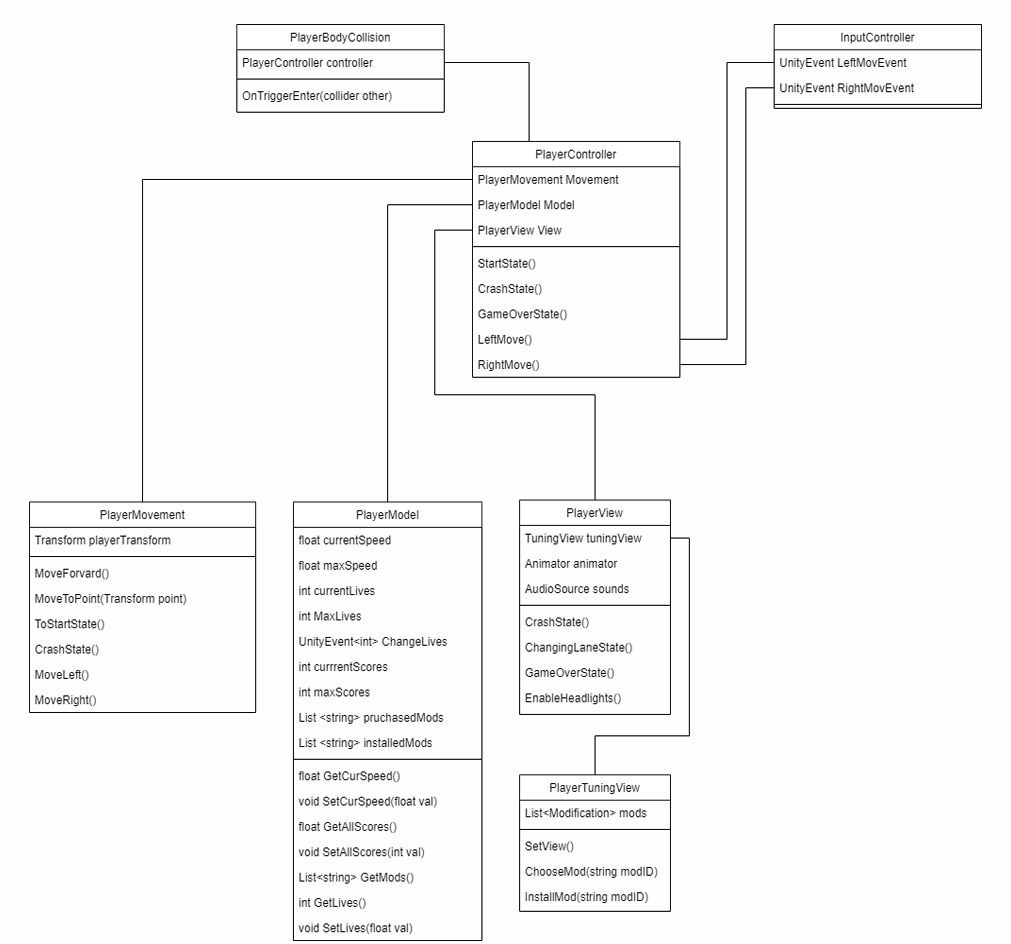 PlayerBodyCollision
PlayerController controller
OnTriggerEnter(collider other)
InputController
UnityEvent LeftMovEvent
UnityEvent RightMovEvent
PlayerController
PlayerMovement Movement
PlayerModel Model
PlayerView View
StartState()
CrashState()
GameOverState()
LeftMove()
RightMove()
PlayerMovement
Transform playerTransform
MoveForvard()
MoveToPoint(Transform point)
ToStartState()
CrashState()
MoveLeft()
MoveRight()
PlayerModel
float currentSpeed
float maxSpeed
int currentLives
int MaxLives
UnityEvent<int> ChangeLives
int currrentScores
int maxScores
List <string> pruchasedMods
List <string> installedMods
float GetCurSpeed()
void SetCurSpeed(float val)
float GetAllScores()
void SetAllScores(int val)
List<string> GetMods()
int GetLives()
void SetLives(float val)
PlayerView
TuningView tuningView
Animator animator
AudioSource sounds
CrashState()
ChangingLaneState()
GameOverState()
EnableHeadlights()
PlayerTuningView
List<Modification> mods
SetView()
ChooseMod(string modID)
InstallMod(string modID)